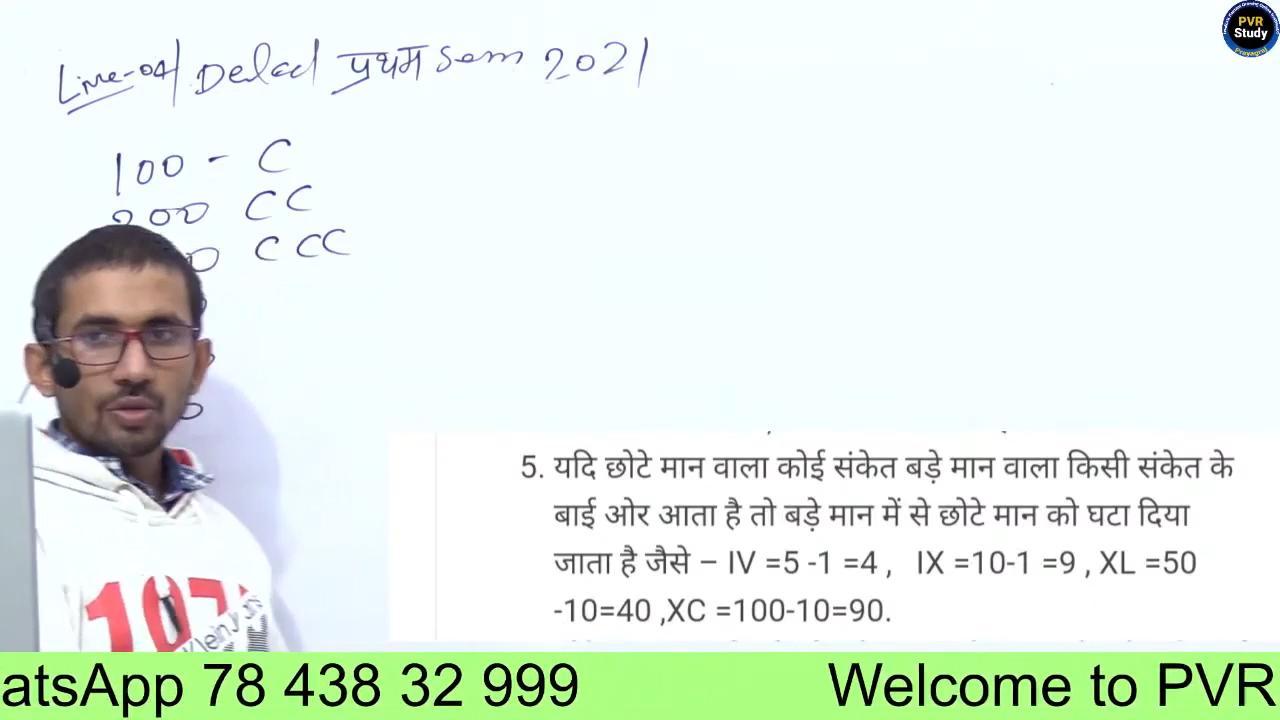 Live-04 Deled प्रथम Sem 2021
PVR
Study
Prayagraj
100 - C
200 CC
0 CCC
5. यदि छोटे मान वाला कोई संकेत बड़े मान वाला किसी संकेत के
बाई ओर आता है तो बड़े मान में से छोटे मान को घटा दिया
जाता है जैसे – IV =5 -1 =4 , IX =10-1 =9 , XL =50
-10=40 ,XC =100-10=90.
atsApp 78 438 32 999 Welcome to PVR